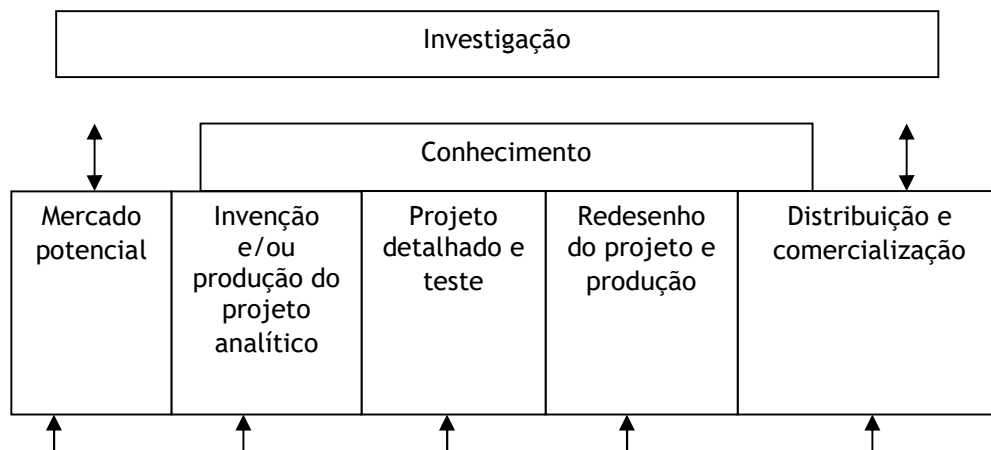 Investigação
Conhecimento
Mercado
potencial
Invenção
e/ou
produção do
projeto
analítico
Projeto
detalhado e
teste
Redesenho
do projeto e
produção
Distribuição e
comercialização